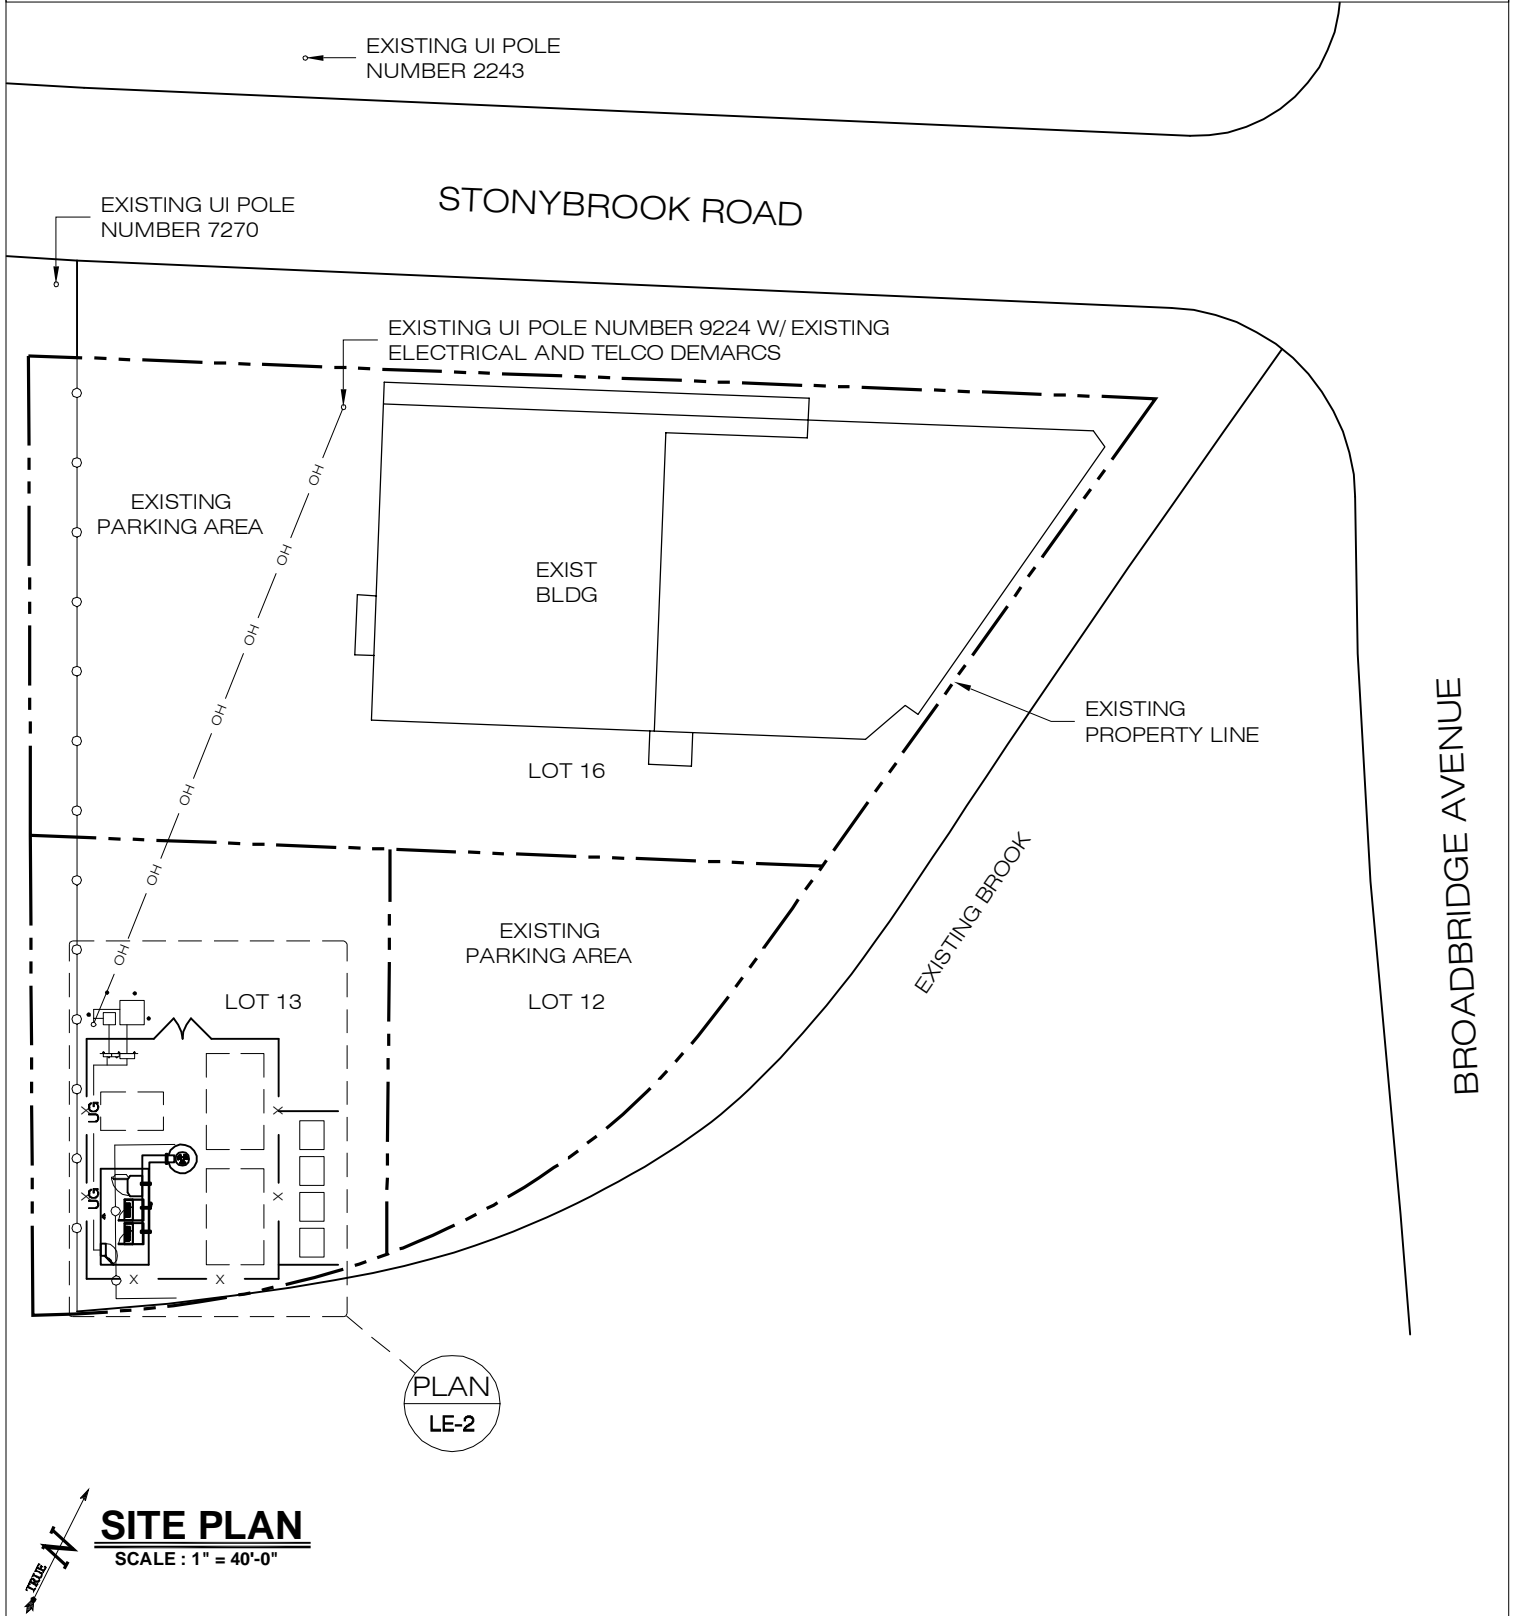 EXISTING UI POLE
NUMBER 2243
STONYBROOK ROAD
EXISTING UI POLE
NUMBER 7270
EXISTING UI POLE NUMBER 9224 W/ EXISTING
ELECTRICAL AND TELCO DEMARCS
OH
EXISTING
PARKING AREA
OH
EXIST
BLDG
OH
OH
EXISTING
PROPERTY LINE
BROADBRIDGE AVENUE
LOT 16
OH
OH
EXISTING BROOK
EXISTING
PARKING AREA
OH
LOT 13
LOT 12
X
UG
X
X
UG
X
X
X
PLAN
LE-2
N
TRUE
SITE PLAN
SCALE : 1" = 40'-0"